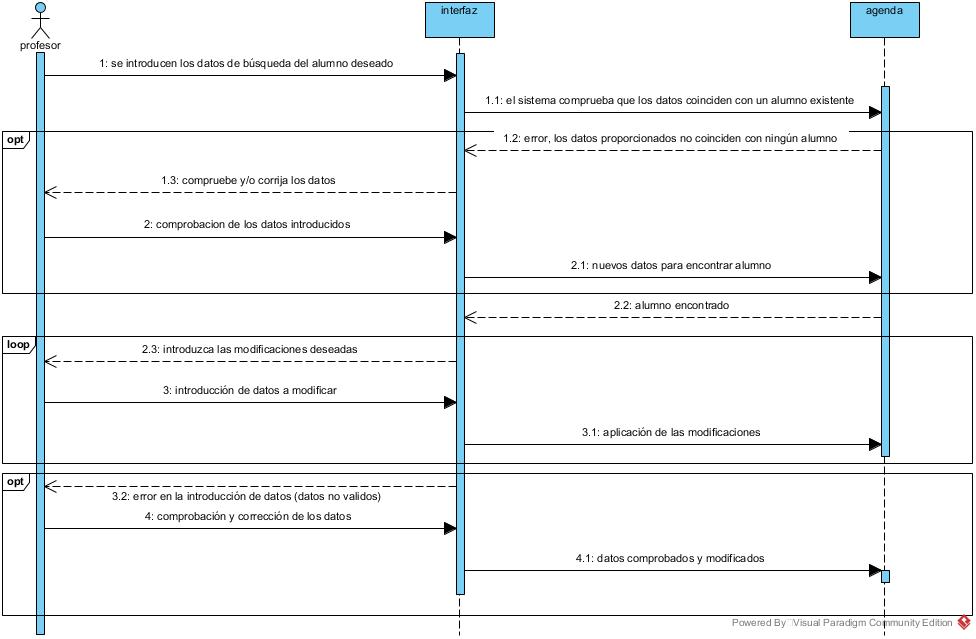 interfaz
agenda
profesor
1: se introducen los datos de búsqueda del alumno deseado
1.1: el sistema comprueba que los datos coinciden con un alumno existente
opt
1.2: error, los datos proporcionados no coinciden con ningún alumno
1.3: compruebe y/o corrija los datos
2: comprobacion de los datos introducidos
2.1: nuevos datos para encontrar alumno
2.2: alumno encontrado
loop
2.3: introduzca las modificaciones deseadas
3: introducción de datos a modificar
3.1: aplicación de las modificaciones
opt
3.2: error en la introducción de datos (datos no validos)
4: comprobación y corrección de los datos
4.1: datos comprobados y modificados
Powered By Visual Paradigm Community Edition